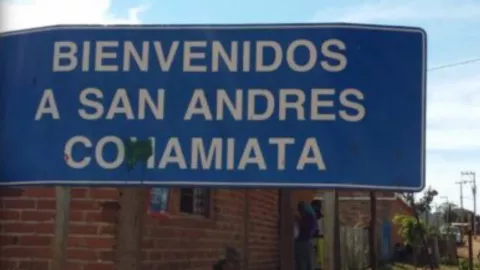 BIENVENIDOS
A SAN ANDRES
COHAMIATA